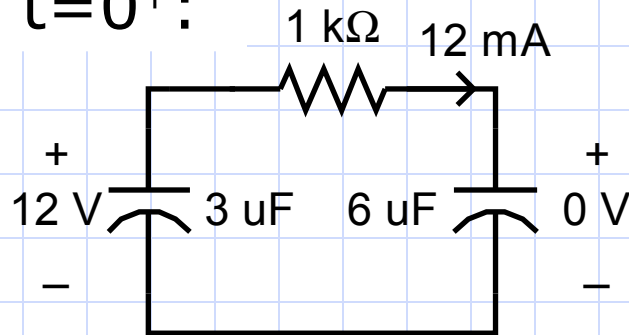 t=0+:
1 kΩ
12 mA
+
+
12 V
3 uF
6 uF
0 V
–
–